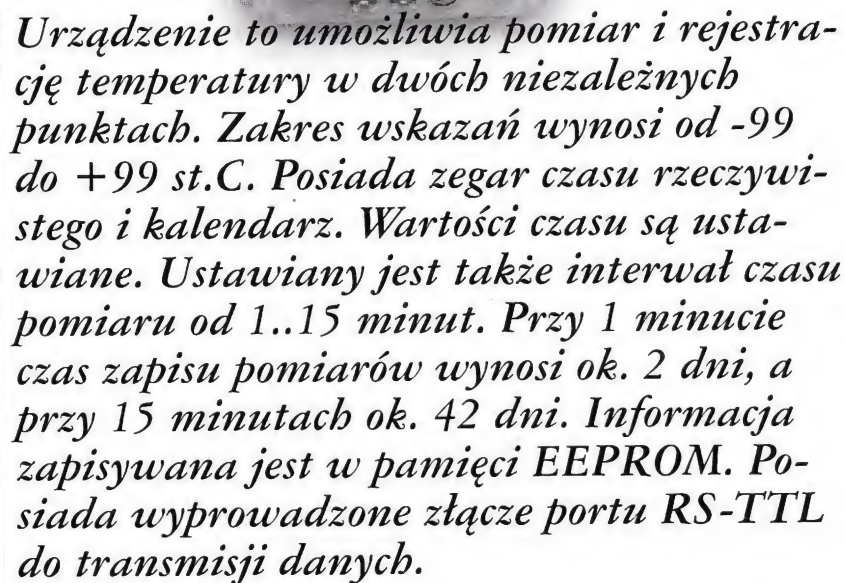 Urządzenie to umożliwia pomiar i rejestra-
cję temperatury w dwóch niezależnych
punktach. Zakres wskazań wynosi od -99
do +99 st.C. Posiada zegar czasu rzeczywi-
stego i kalendarz. Wartości czasu są usta-
wiane. Ustawiany jest także interwał czasu
pomiaru od 1..15 minut. Przy 1 minucie
czas zapisu pomiarów wynosi ok. 2 dni, a
przy 15 minutach ok. 42 dni. Informacja
zapisywana jest w pamięci EEPROM. Po-
siada wyprowadzone złącze portu RS-TTL
do transmisji danych.